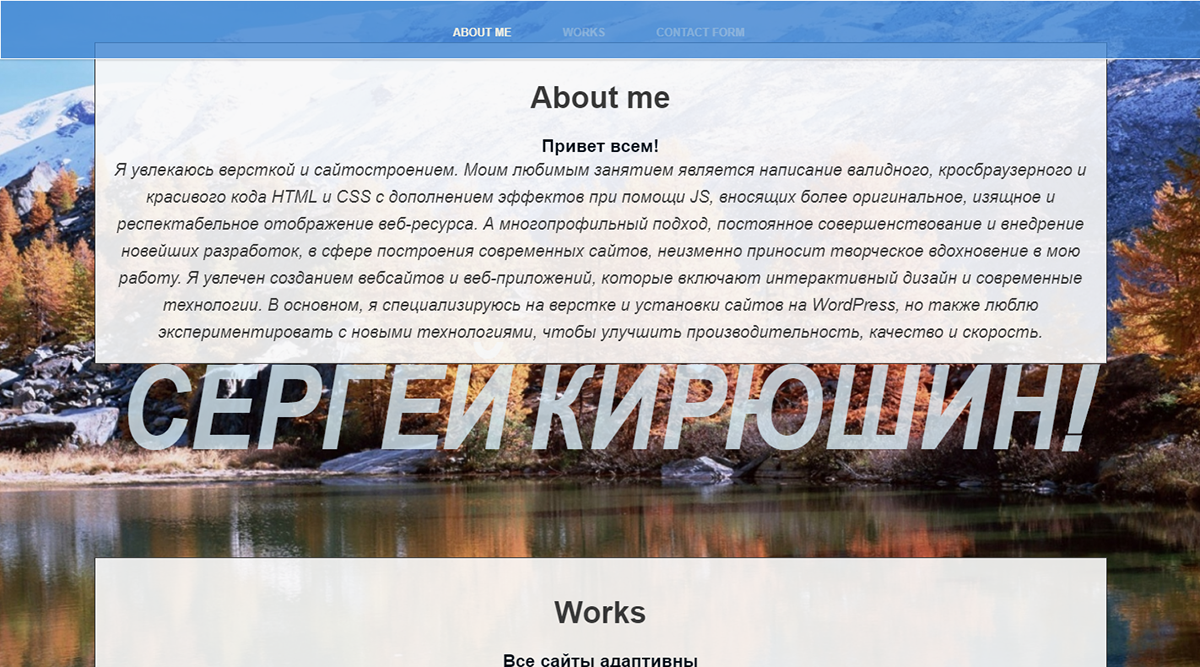 ABOUT ME WORKS CONTACT FORM
About me
Привет всем!
Я увлекаюсь версткой и сайтостроением. Моим любимым занятием является написание валидного, кросбраузерного и
красивого кода HTML и CSS с дополнением эффектов при помощи JS, вносящих более оригинальное, изящное и
респектабельное отображение веб-ресурса. А многопрофильный подход, постоянное совершенствование и внедрение
новейших разработок, в сфере построения современных сайтов, неизменно приносит творческое вдохновение в мою
работу. Я увлечен созданием вебсайтов и веб-приложений, которые включают интерактивный дизайн и современные
технологии. В основном, я специализируюсь на верстке и установки сайтов на WordPress, но также люблю
экспериментировать с новыми технологиями, чтобы улучшить производительность, качество и скорость.
СЕРГЕЙ КИРЮШИН!
Works
Все сайты адаптивны